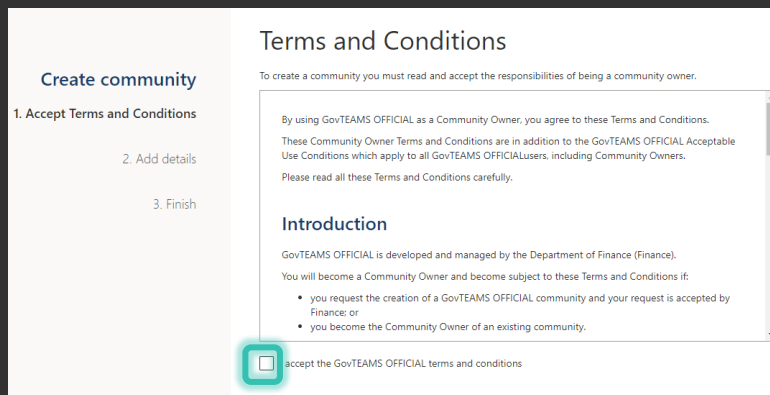 Terms and Conditions
To create a community you must read and accept the responsibilities of being a community owner.
Create community
1. Accept Terms and Conditions
2. Add details
3. Finish
By using GovTEAMS OFFICIAL as a Community Owner, you agree to these Terms and Conditions.
These Community Owner Terms and Conditions are in addition to the GovTEAMS OFFICIAL Acceptable
Use Conditions which apply to all GovTEAMS OFFICIALusers, including Community Owners.
Please read all these Terms and Conditions carefully.
Introduction
GovTEAMS OFFICIAL is developed and managed by the Department of Finance (Finance).
You will become a Community Owner and become subject to these Terms and Conditions if:
• you request the creation of a GovTEAMS OFFICIAL community and your request is accepted by
Finance; or
• you become the Community Owner of an existing community.
accept the GovTEAMS OFFICIAL terms and conditions